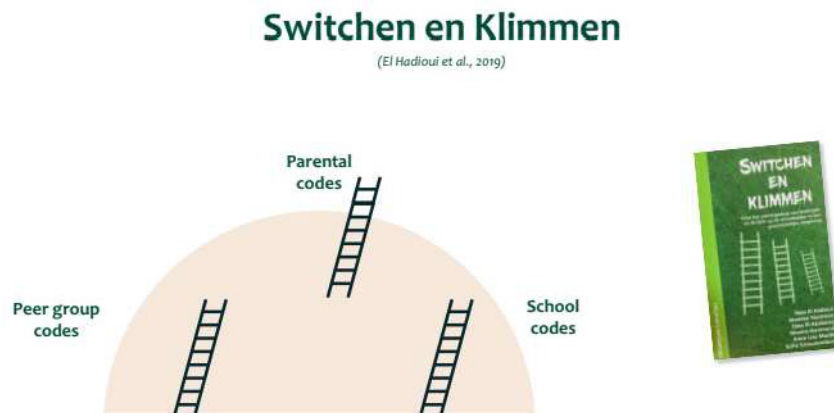 Switchen en Klimmen
(El Hadioui et al., 2019)
Parental
codes
Peer group
codes
School
codes
SWITCHEN
EN
KLIMMEN